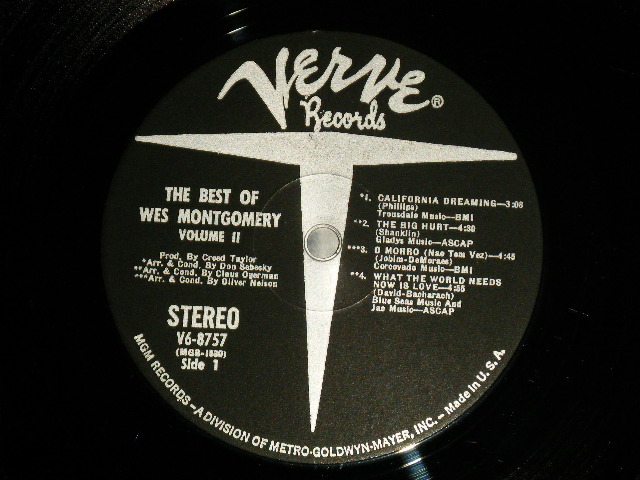 Verve ®
Records
THE BEST OF
WES MONTGOMERY
VOLUME II
Prod. By Creed Taylor
*Arr. & Cond. By Don Sebesky
**Arr. & Cond. By Claus Ogerman
***Arr. & Cond. By Oliver Nelson
STEREO
V6-8757
(MGS-1530)
Side 1
*1. CALIFORNIA DREAMING—3:06
(Phillips)
Trousdale Music—BMI
**2. THE BIG HURT—4:30
(Shanklin)
Gladys Music—ASCAP
***3. O MORRO (Nao Tem Vez)—4:45
(Jobim-DeMoraes)
Corcovado Music—BMI
**4. WHAT THE WORLD NEEDS
NOW IS LOVE—4:55
(David-Bacharach)
Blue Seas Music And
Jac Music—ASCAP
MGM RECORDS—A DIVISION OF METRO-GOLDWYN-MAYER, INC.—Made in U.S.A.